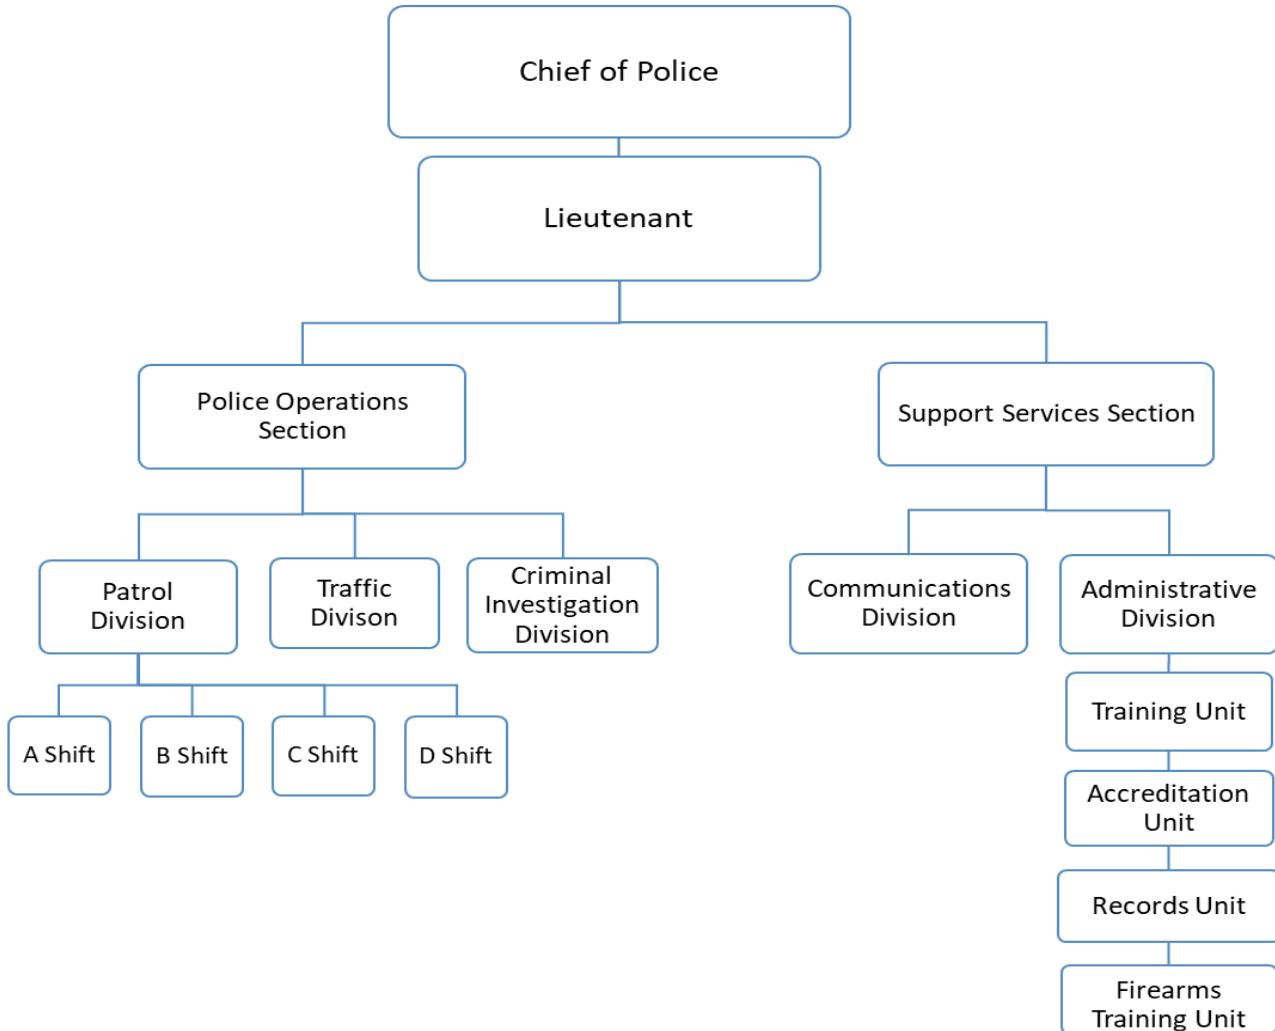 Chief of Police
Lieutenant
Police Operations
Section
Support Services Section
Patrol
Division
Traffic
Divison
Criminal
Investigation
Division
Communications
Division
Administrative
Division
A Shift
B Shift
C Shift
D Shift
Training Unit
Accreditation
Unit
Records Unit
Firearms
Training Unit